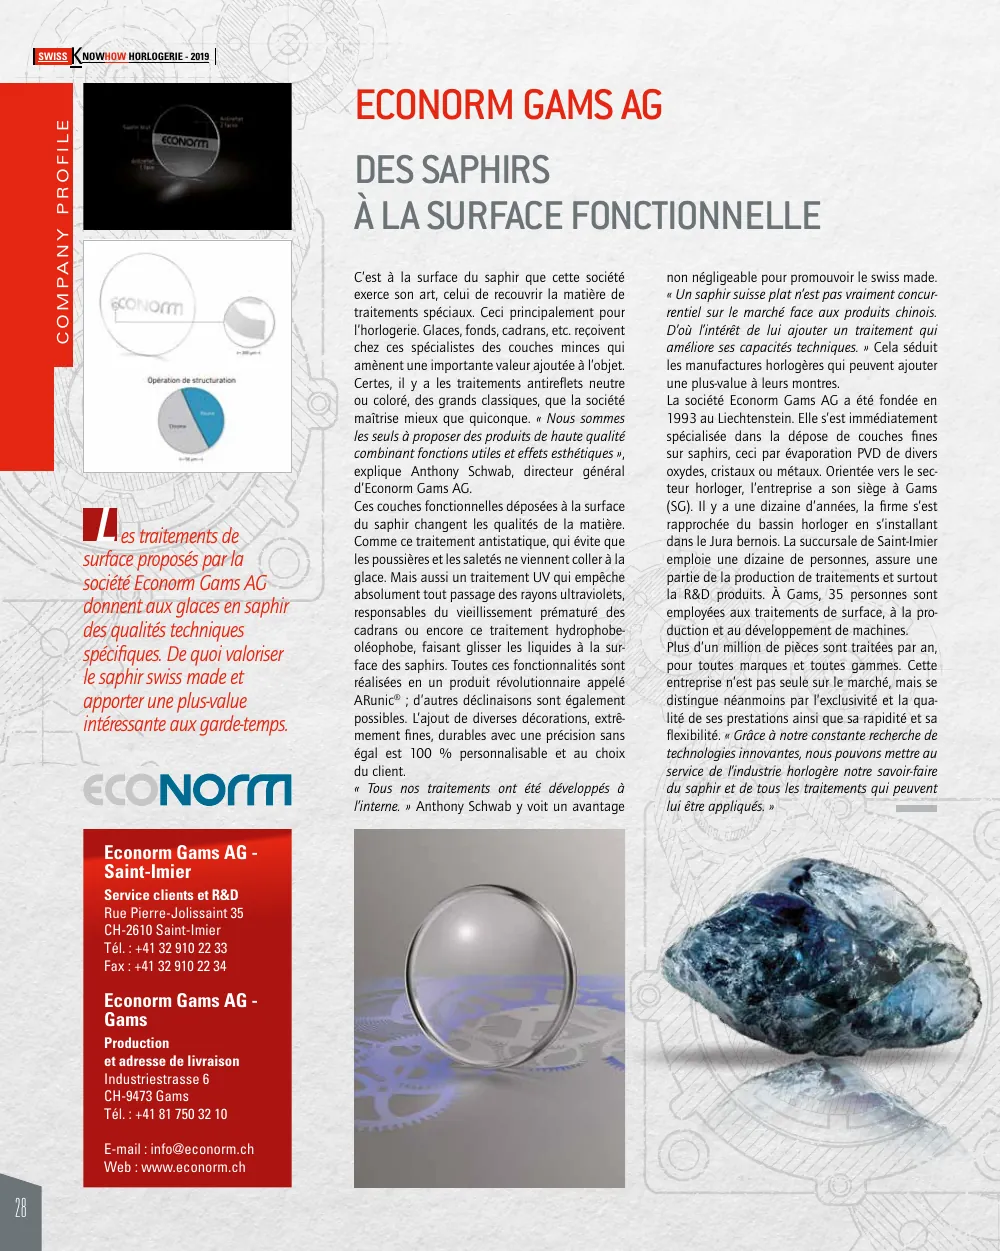 SWISS KNOWHOW HORLOGERIE - 2019
COMPANY PROFILE
ECONORM
ECONORM
Opération de structuration
Chrome
ECONORM GAMS AG
DES SAPHIRS
À LA SURFACE FONCTIONNELLE
Les traitements de
surface proposés par la
société Econorm Gams AG
donnent aux glaces en saphir
des qualités techniques
spécifiques. De quoi valoriser
le saphir swiss made et
apporter une plus-value
intéressante aux garde-temps.
ECONORM
Econorm Gams AG -
Saint-Imier
Service clients et R&D
Rue Pierre-Jolissaint 35
CH-2610 Saint-Imier
Tél. : +41 32 910 22 33
Fax : +41 32 910 22 34
Econorm Gams AG -
Gams
Production
et adresse de livraison
Industriestrasse 6
CH-9473 Gams
Tél. : +41 81 750 32 10
E-mail : info@econorm.ch
Web : www.econorm.ch
C’est à la surface du saphir que cette société
exerce son art, celui de recouvrir la matière de
traitements spéciaux. Ceci principalement pour
l’horlogerie. Glaces, fonds, cadrans, etc. reçoivent
chez ces spécialistes des couches minces qui
amènent une importante valeur ajoutée à l’objet.
Certes, il y a les traitements antireflets neutre
ou coloré, des grands classiques, que la société
maîtrise mieux que quiconque. « Nous sommes
les seuls à proposer des produits de haute qualité
combinant fonctions utiles et effets esthétiques »,
explique Anthony Schwab, directeur général
d’Econorm Gams AG.
Ces couches fonctionnelles déposées à la surface
du saphir changent les qualités de la matière.
Comme ce traitement antistatique, qui évite que
les poussières et les saletés ne viennent coller à la
glace. Mais aussi un traitement UV qui empêche
absolument tout passage des rayons ultraviolets,
responsables du vieillissement prématuré des
cadrans ou encore ce traitement hydrophobe-
oléophobe, faisant glisser les liquides à la sur-
face des saphirs. Toutes ces fonctionnalités sont
réalisées en un produit révolutionnaire appelé
ARunic® ; d’autres déclinaisons sont également
possibles. L’ajout de diverses décorations, extrê-
mement fines, durables avec une précision sans
égal est 100 % personnalisable et au choix
du client.
« Tous nos traitements ont été développés à
l’interne. » Anthony Schwab y voit un avantage
non négligeable pour promouvoir le swiss made.
« Un saphir suisse plat n’est pas vraiment concur-
rentiel sur le marché face aux produits chinois.
D’où l’intérêt de lui ajouter un traitement qui
améliore ses capacités techniques. » Cela séduit
les manufactures horlogères qui peuvent ajouter
une plus-value à leurs montres.
La société Econorm Gams AG a été fondée en
1993 au Liechtenstein. Elle s’est immédiatement
spécialisée dans la dépose de couches fines
sur saphirs, ceci par évaporation PVD de divers
oxydes, cristaux ou métaux. Orientée vers le sec-
teur horloger, l’entreprise a son siège à Gams
(SG). Il y a une dizaine d’années, la firme s’est
rapprochée du bassin horloger en s’installant
dans le Jura bernois. La succursale de Saint-Imier
emploie une dizaine de personnes, assure une
partie de la production de traitements et surtout
la R&D produits. À Gams, 35 personnes sont
employées aux traitements de surface, à la pro-
duction et au développement de machines.
Plus d’un million de pièces sont traitées par an,
pour toutes marques et toutes gammes. Cette
entreprise n’est pas seule sur le marché, mais se
distingue néanmoins par l’exclusivité et la qua-
lité de ses prestations ainsi que sa rapidité et sa
flexibilité. « Grâce à notre constante recherche de
technologies innovantes, nous pouvons mettre au
service de l’industrie horlogère notre savoir-faire
du saphir et de tous les traitements qui peuvent
lui être appliqués. »
28